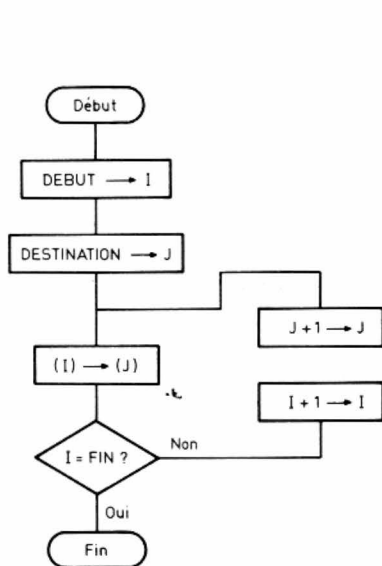 Début
DEBUT → I
DESTINATION → J
J + 1 → J
(I) → (J)
I + 1 → I
I = FIN ?
Non
Oui
Fin